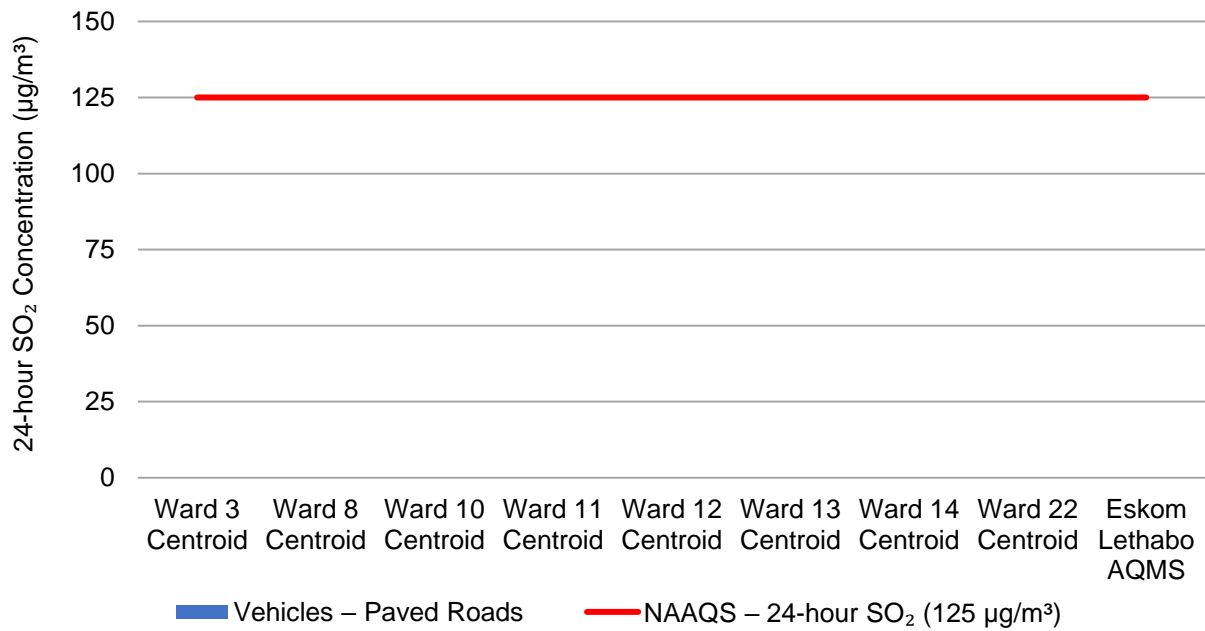 24-hour SO₂ Concentration (µg/m³)
150
125
100
75
50
25
0
Ward 3 Centroid
Ward 8 Centroid
Ward 10 Centroid
Ward 11 Centroid
Ward 12 Centroid
Ward 13 Centroid
Ward 14 Centroid
Ward 22 Centroid
Eskom Lethabo AQMS
Vehicles – Paved Roads
NAAQS – 24-hour SO₂ (125 µg/m³)